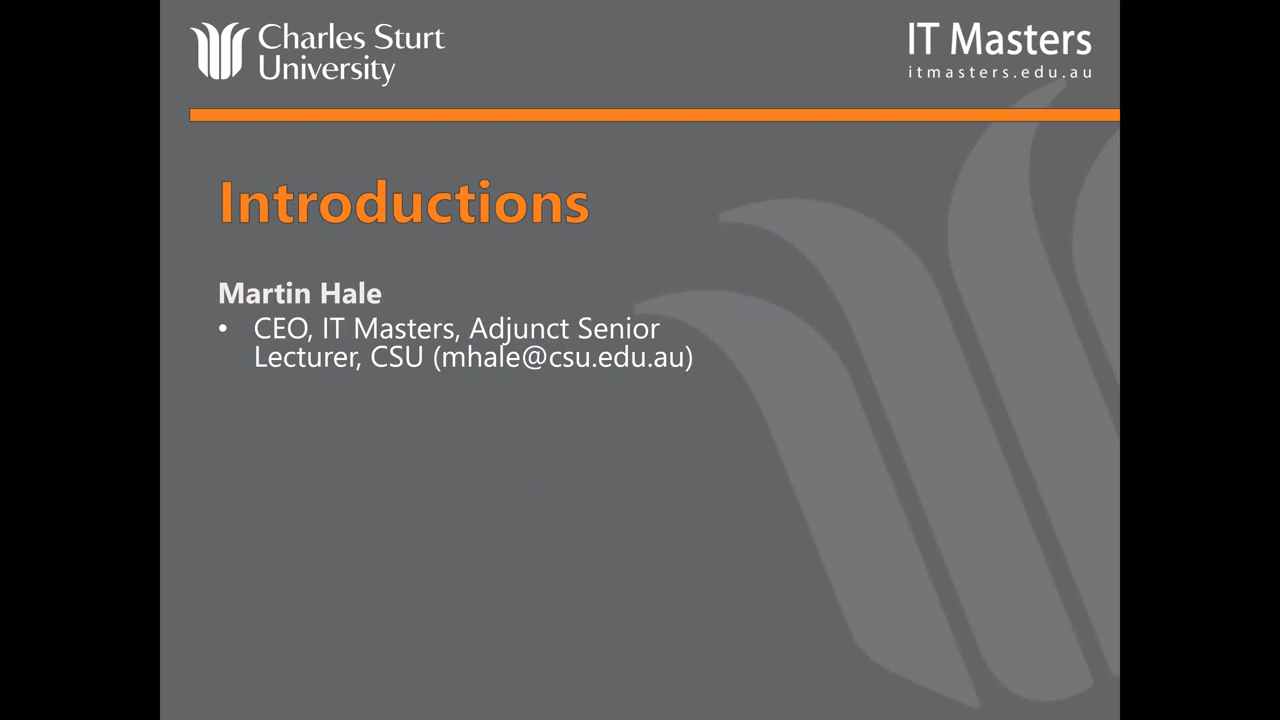 Charles Sturt
University
IT Masters
itmasters.edu.au
Introductions
Martin Hale
• CEO, IT Masters, Adjunct Senior
Lecturer, CSU (mhale@csu.edu.au)